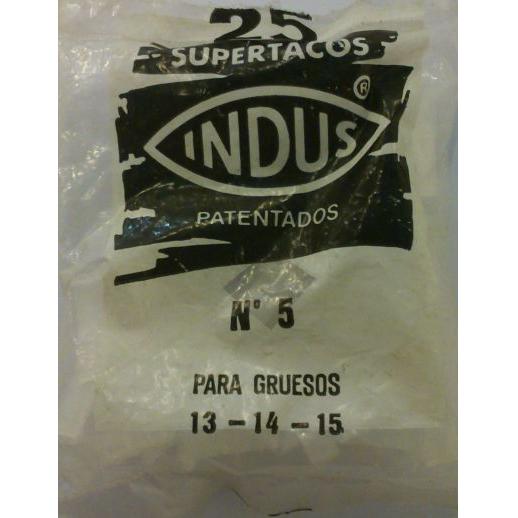 25
SUPERTACOS
INDUS ®
PATENTADOS
N° 5
PARA GRUESOS
13 - 14 - 15